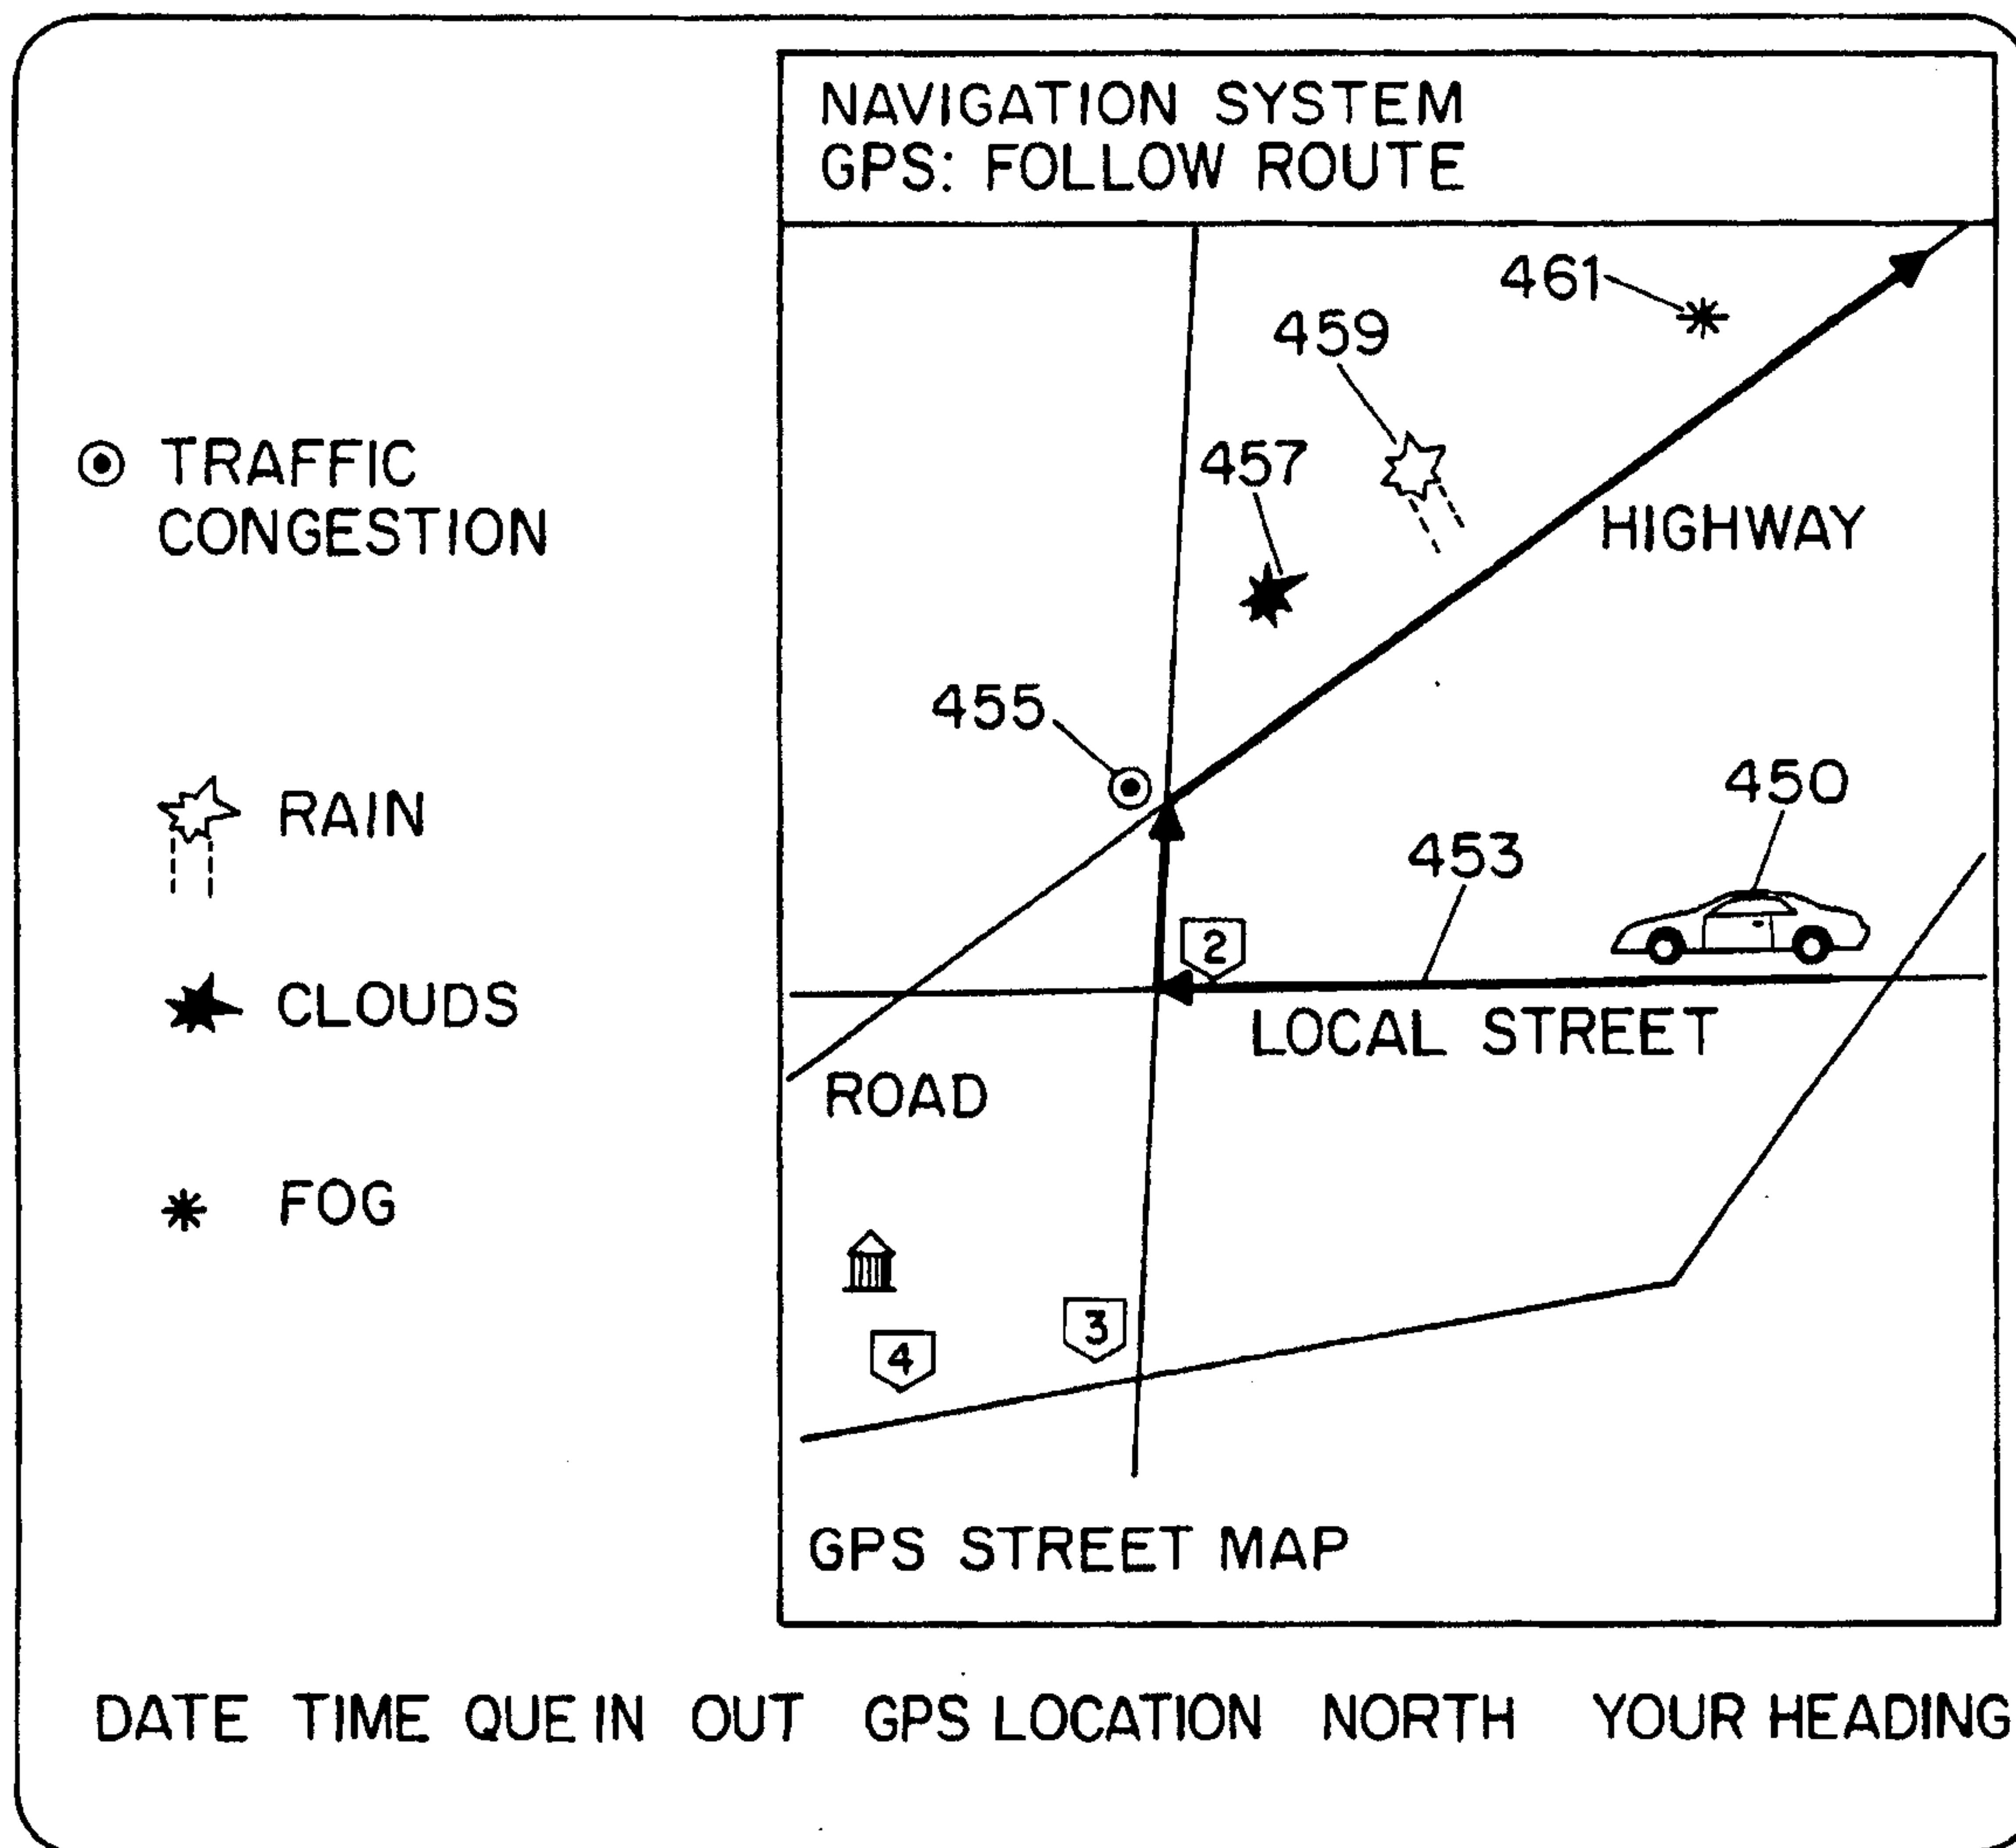 NAVIGATION SYSTEM
GPS: FOLLOW ROUTE
461
459
457
TRAFFIC
CONGESTION
HIGHWAY
455
450
453
RAIN
2
CLOUDS
LOCAL STREET
ROAD
FOG
3
4
GPS STREET MAP
DATE TIME QUE IN OUT GPS LOCATION NORTH YOUR HEADING